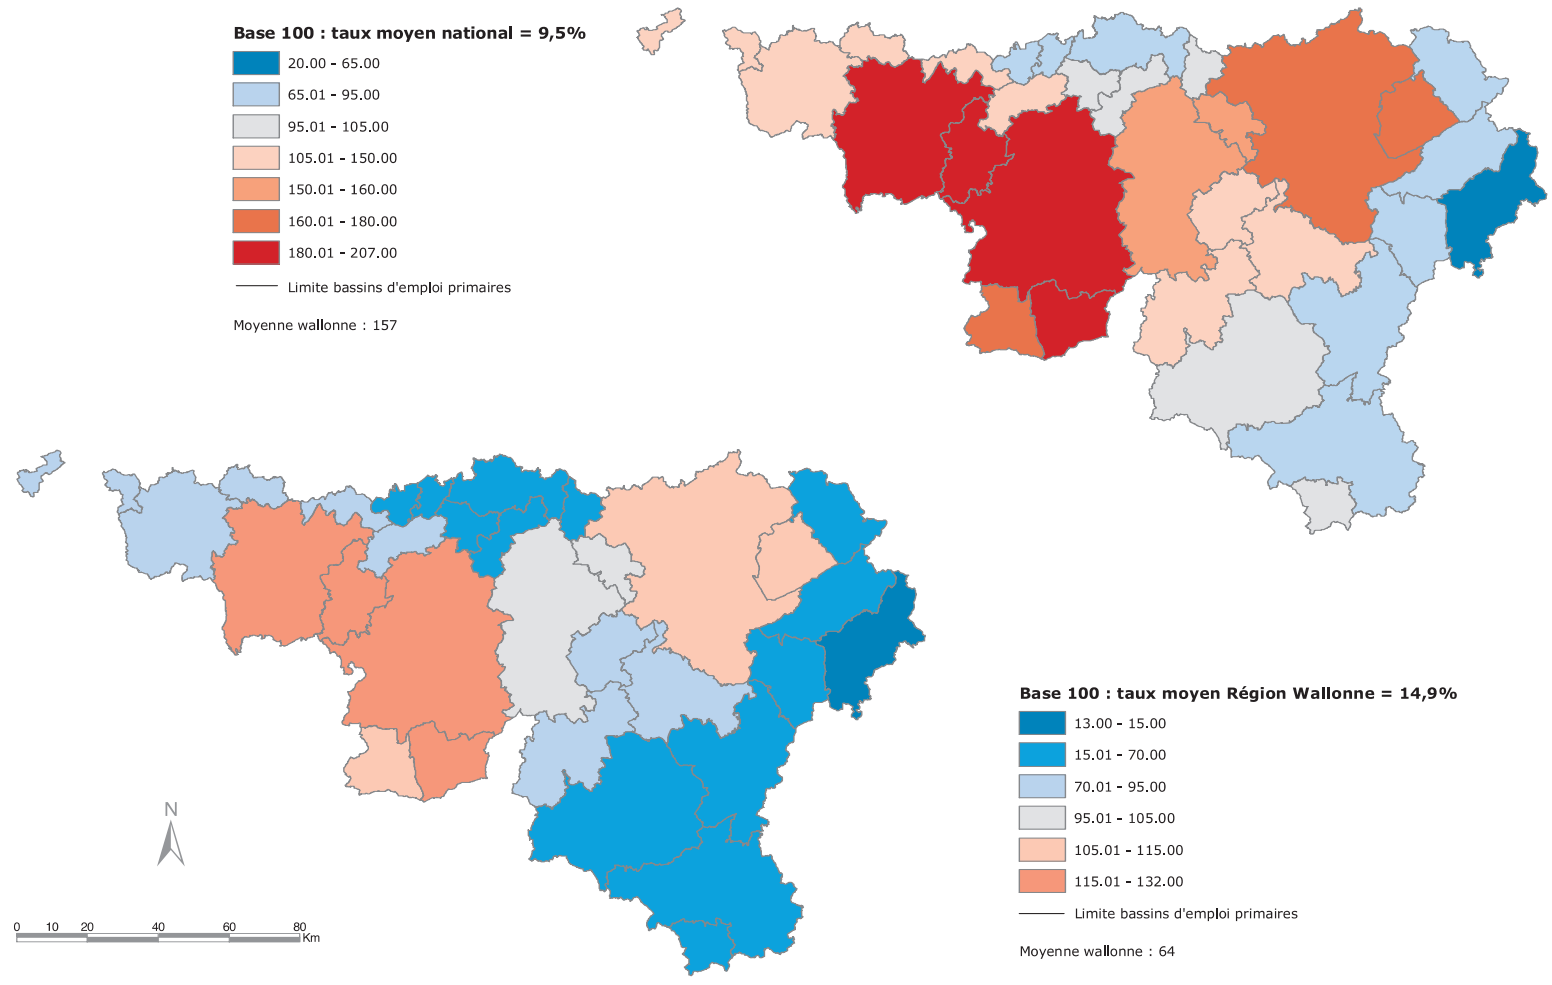 Base 100 : taux moyen national = 9,5%
20.00 - 65.00
65.01 - 95.00
95.01 - 105.00
105.01 - 150.00
150.01 - 160.00
160.01 - 180.00
180.01 - 207.00
Limite bassins d'emploi primaires
Moyenne wallonne : 157
Base 100 : taux moyen Région Wallonne = 14,9%
13.00 - 15.00
15.01 - 70.00
70.01 - 95.00
95.01 - 105.00
105.01 - 115.00
115.01 - 132.00
Limite bassins d'emploi primaires
Moyenne wallonne : 64
N
0 10 20 40 60 80
Km